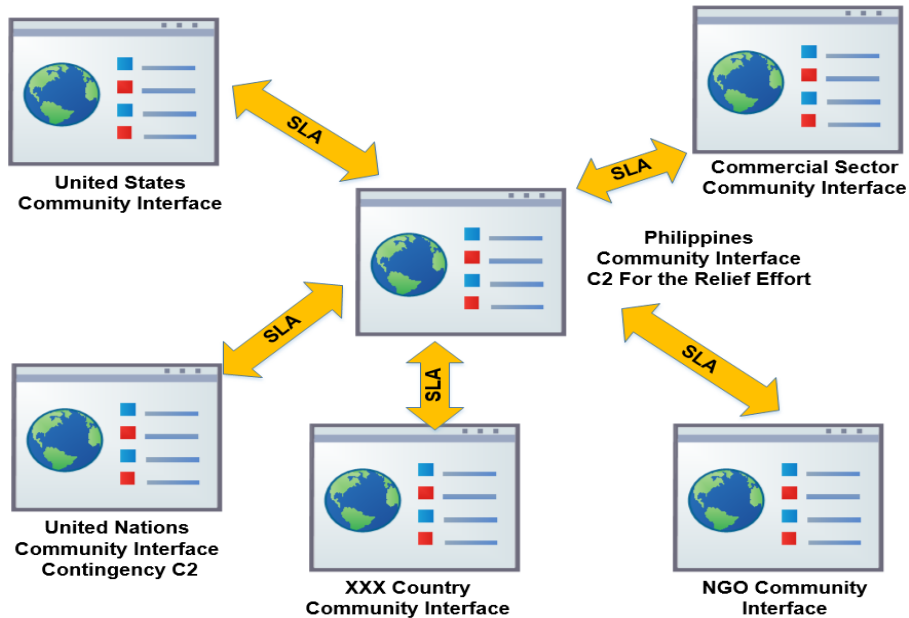 SLA
United States
Community Interface
SLA
Commercial Sector
Community Interface
Philippines
Community Interface
C2 For the Relief Effort
SLA
United Nations
Community Interface
Contingency C2
SLA
XXX Country
Community Interface
SLA
NGO Community
Interface